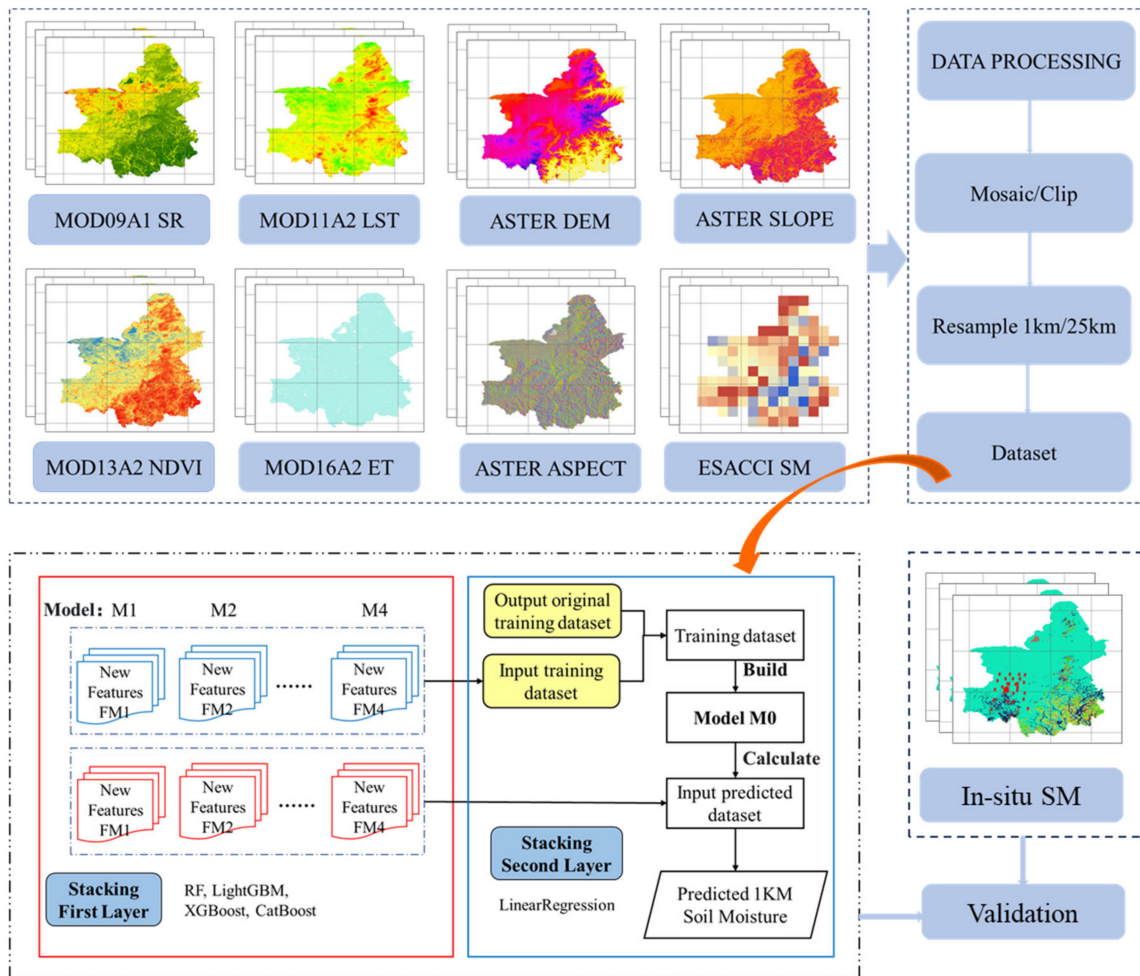 MOD09A1 SR
MOD11A2 LST
ASTER DEM
ASTER SLOPE
MOD13A2 NDVI
MOD16A2 ET
ASTER ASPECT
ESACCI SM
DATA PROCESSING
Mosaic/Clip
Resample 1km/25km
Dataset
Model: M1 M2 M4
New
Features
FM1
New
Features
FM2
......
New
Features
FM4
New
Features
FM1
New
Features
FM2
......
New
Features
FM4
Stacking
First Layer
RF, LightGBM,
XGBoost, CatBoost
Output original
training dataset
Input training
dataset
Training dataset
Build
Model M0
Calculate
Input predicted
dataset
Stacking
Second Layer
LinearRegression
Predicted 1KM
Soil Moisture
In-situ SM
Validation